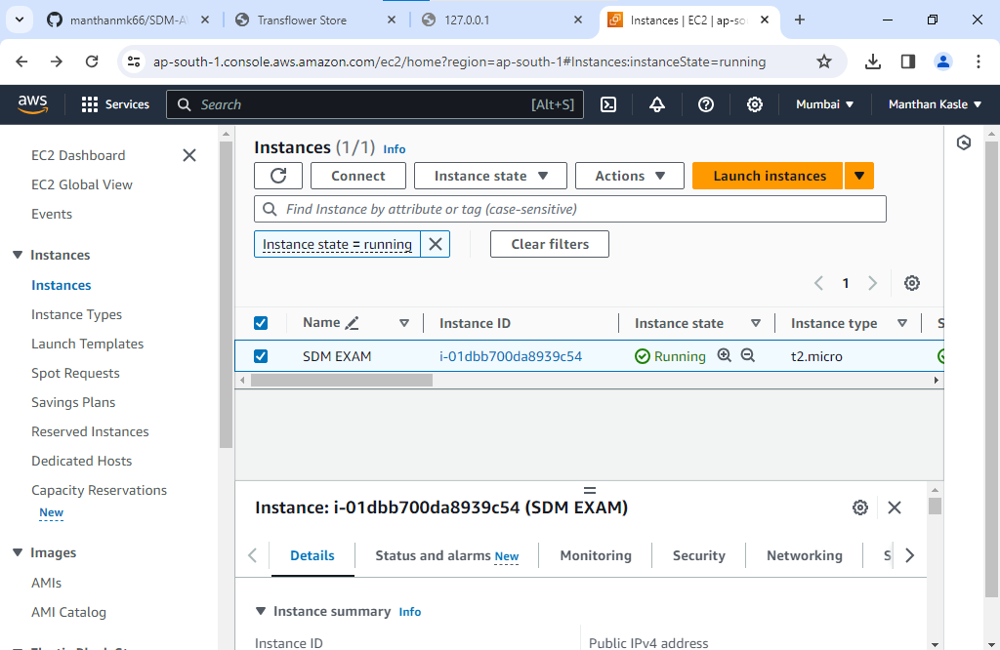 manthanmk66/SDM-A
Transflower Store
127.0.0.1
Instances | EC2 | ap-so
ap-south-1.console.aws.amazon.com/ec2/home?region=ap-south-1#Instances:instanceState=running
aws
Services
Search
[Alt+S]
Mumbai
Manthan Kasle
EC2 Dashboard
EC2 Global View
Events
Instances
Instances
Instance Types
Launch Templates
Spot Requests
Savings Plans
Reserved Instances
Dedicated Hosts
Capacity Reservations
New
Images
AMIs
AMI Catalog
Instances (1/1) Info
Connect
Instance state
Actions
Launch instances
Find Instance by attribute or tag (case-sensitive)
Instance state = running
Clear filters
1
Name
Instance ID
Instance state
Instance type
S
SDM EXAM
i-01dbb700da8939c54
Running
t2.micro
Instance: i-01dbb700da8939c54 (SDM EXAM)
Details
Status and alarms New
Monitoring
Security
Networking
S
Instance summary Info
Instance ID
Public IPv4 address